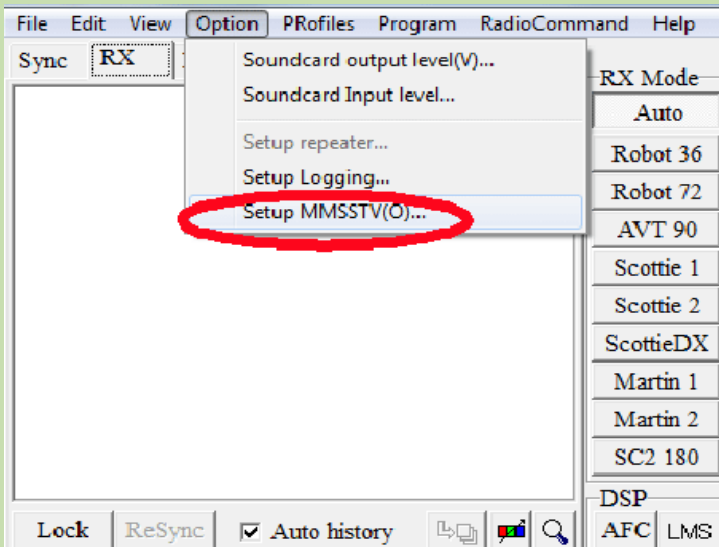 File Edit View Option PRofiles Program RadioCommand Help
Sync RX
Soundcard output level(V)...
Soundcard Input level...
Setup repeater...
Setup Logging...
Setup MMSSTV(O)...
RX Mode
Auto
Robot 36
Robot 72
AVT 90
Scottie 1
Scottie 2
ScottieDX
Martin 1
Martin 2
SC2 180
DSP
AFC LMS
Lock ReSync Auto history